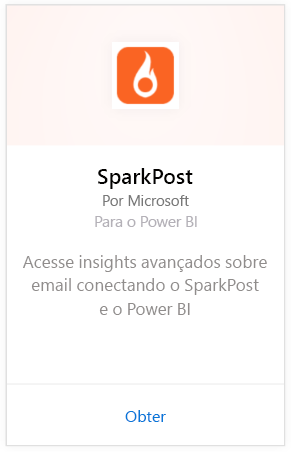 SparkPost
Por Microsoft
Para o Power BI
Acesse insights avançados sobre
email conectando o SparkPost
e o Power BI
Obter